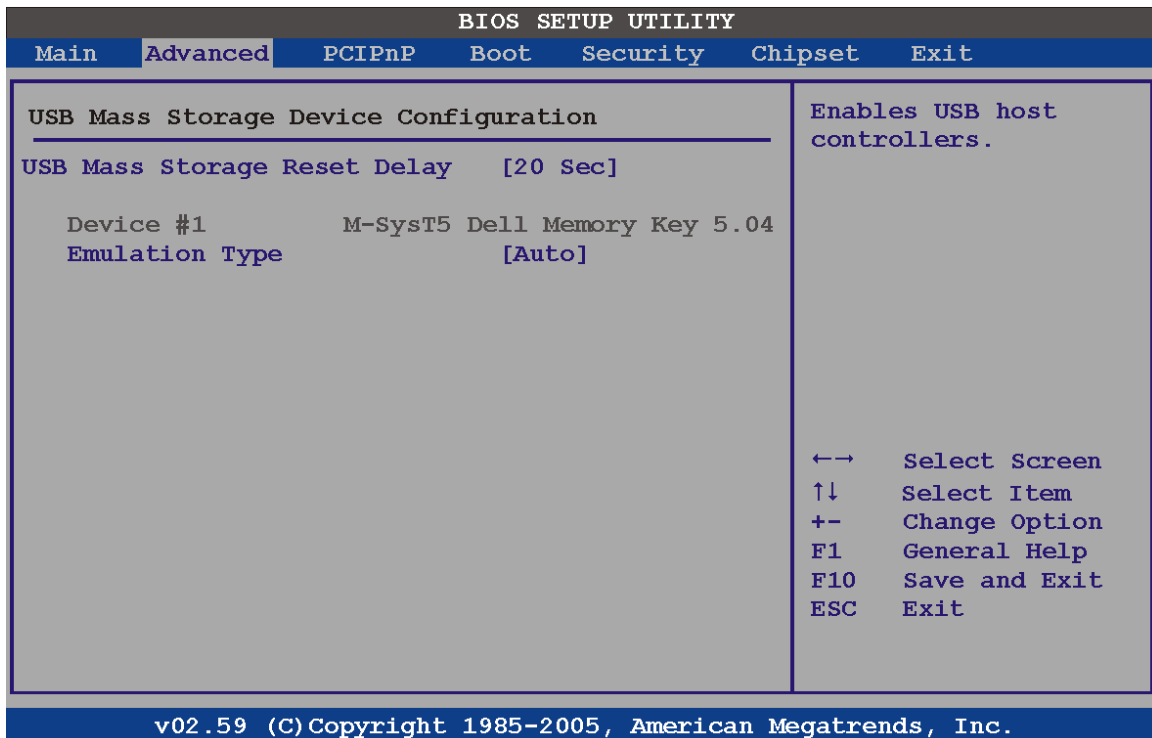 BIOS SETUP UTILITY
Main Advanced PCIPnP Boot Security Chipset Exit
USB Mass Storage Device Configuration
USB Mass Storage Reset Delay [20 Sec]
Device #1 M-SysT5 Dell Memory Key 5.04
Emulation Type [Auto]
Enables USB host
controllers.
←→ Select Screen
↑↓ Select Item
+- Change Option
F1 General Help
F10 Save and Exit
ESC Exit
v02.59 (C)Copyright 1985-2005, American Megatrends, Inc.